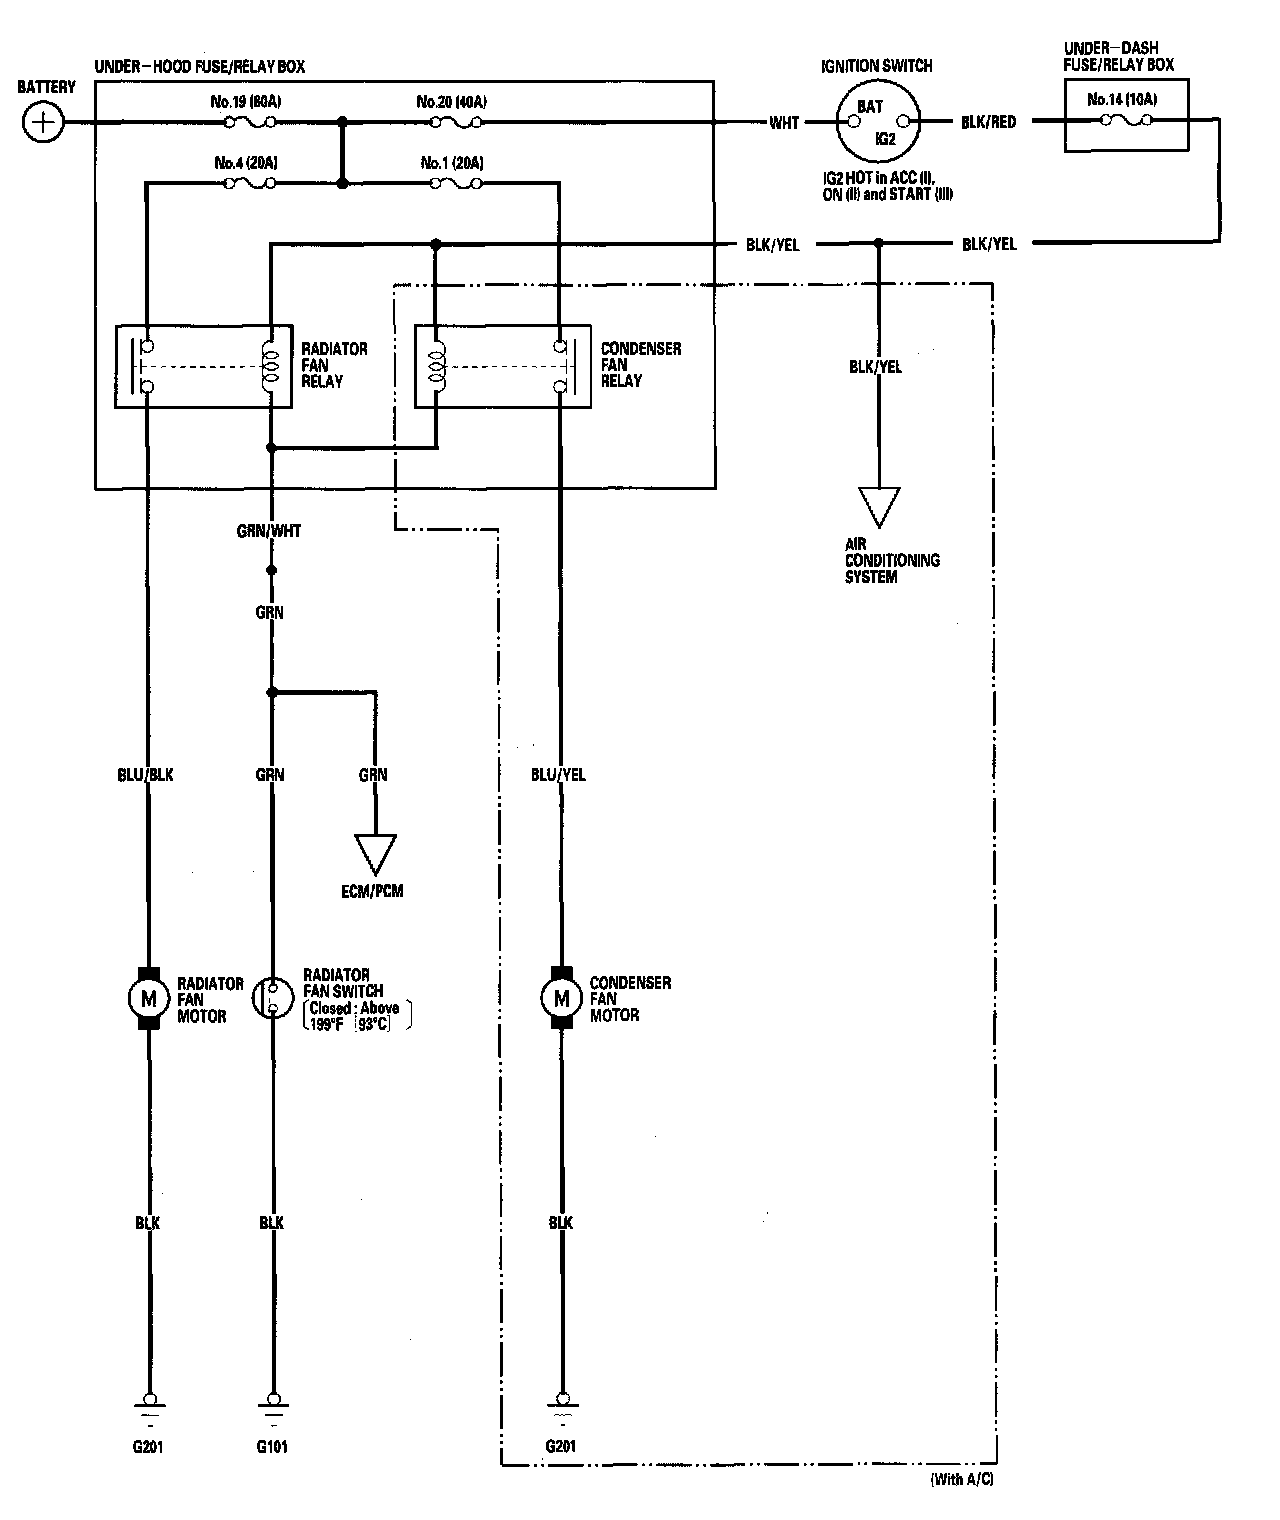 UNDER-HOOD FUSE/RELAY BOX
BATTERY
No.19 (80A)
No.20 (40A)
No.4 (20A)
No.1 (20A)
WHT
IGNITION SWITCH
BAT
IG2
IG2 HOT in ACC (I),
ON (II) and START (III)
BLK/RED
UNDER-DASH
FUSE/RELAY BOX
No.14 (10A)
BLK/YEL
BLK/YEL
RADIATOR
FAN
RELAY
CONDENSER
FAN
RELAY
BLK/YEL
AIR
CONDITIONING
SYSTEM
GRN/WHT
GRN
BLU/BLK
GRN
GRN
BLU/YEL
ECM/PCM
M
RADIATOR
FAN
MOTOR
RADIATOR
FAN SWITCH
[Closed : Above
199°F [93°C]]
M
CONDENSER
FAN
MOTOR
BLK
BLK
BLK
G201
G101
G201
(With A/C)